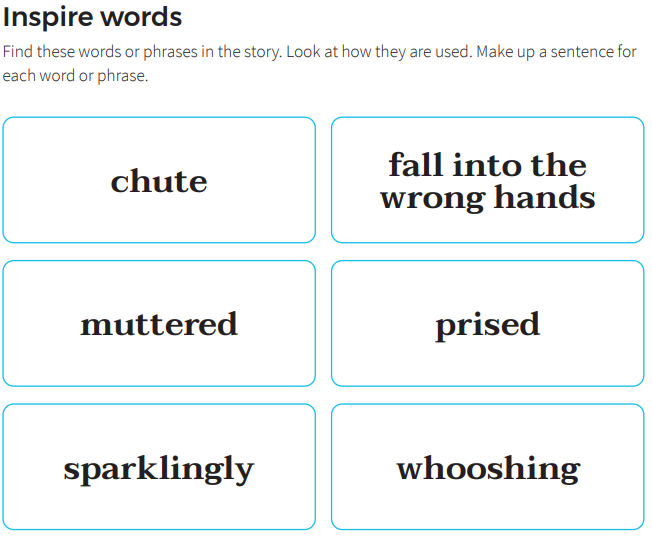 Inspire words
Find these words or phrases in the story. Look at how they are used. Make up a sentence for
each word or phrase.
chute
fall into the
wrong hands
muttered
prised
sparklingly
whooshing